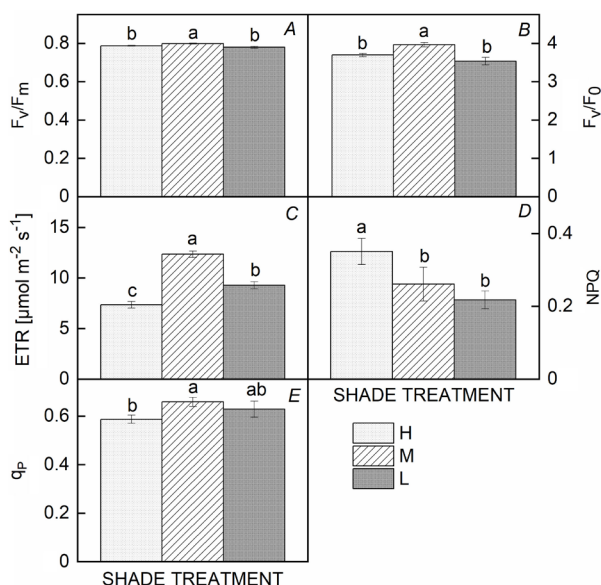 A
b a b
0.8
0.6
0.4
0.2
0
Fv/Fm
B
b a b
4
3
2
1
0
Fv/F0
C
c a b
15
10
5
0
ETR [µmol m⁻² s⁻¹]
D
a b b
0.4
0.2
0
NPQ
E
b a ab
0.6
0.4
0.2
0
qP
SHADE TREATMENT
SHADE TREATMENT
H
M
L